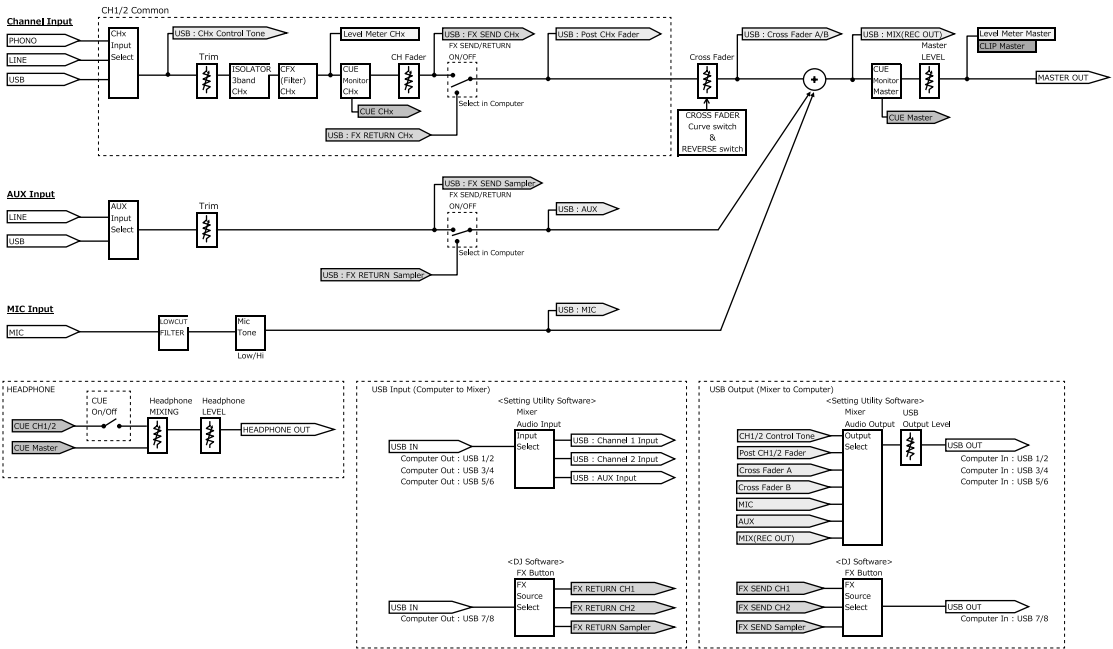 CH1/2 Common
Channel Input
PHONO
LINE
USB
CHx
Input
Select
USB : CHx Control Tone
Trim
ISOLATOR
3band
CHx
CFX
(Filter)
CHx
Level Meter CHx
CUE
Monitor
CHx
CUE CHx
CH Fader
USB : FX SEND CHx
FX SEND/RETURN
ON/OFF
Select in Computer
USB : FX RETURN CHx
USB : Post CHx Fader
Cross Fader
CROSS FADER
Curve switch
&
REVERSE switch
USB : Cross Fader A/B
USB : MIX(REC OUT)
CUE
Monitor
Master
CUE Master
Master
LEVEL
Level Meter Master
CLIP Master
MASTER OUT
AUX Input
LINE
USB
AUX
Input
Select
Trim
USB : FX SEND Sampler
FX SEND/RETURN
ON/OFF
Select in Computer
USB : FX RETURN Sampler
USB : AUX
MIC Input
MIC
LOWCUT
FILTER
Mic
Tone
Low/Hi
USB : MIC
HEADPHONE
CUE
On/Off
CUE CH1/2
CUE Master
Headphone
MIXING
Headphone
LEVEL
HEADPHONE OUT
USB Input (Computer to Mixer)
<Setting Utility Software>
Mixer
Audio Input
Input
Select
USB IN
Computer Out : USB 1/2
Computer Out : USB 3/4
Computer Out : USB 5/6
USB : Channel 1 Input
USB : Channel 2 Input
USB : AUX Input
<DJ Software>
FX Button
FX
Source
Select
USB IN
Computer Out : USB 7/8
FX RETURN CH1
FX RETURN CH2
FX RETURN Sampler
USB Output (Mixer to Computer)
<Setting Utility Software>
Mixer
Audio Output
Output
Select
USB
Output Level
CH1/2 Control Tone
Post CH1/2 Fader
Cross Fader A
Cross Fader B
MIC
AUX
MIX(REC OUT)
USB OUT
Computer In : USB 1/2
Computer In : USB 3/4
Computer In : USB 5/6
<DJ Software>
FX Button
FX
Source
Select
FX SEND CH1
FX SEND CH2
FX SEND Sampler
USB OUT
Computer In : USB 7/8